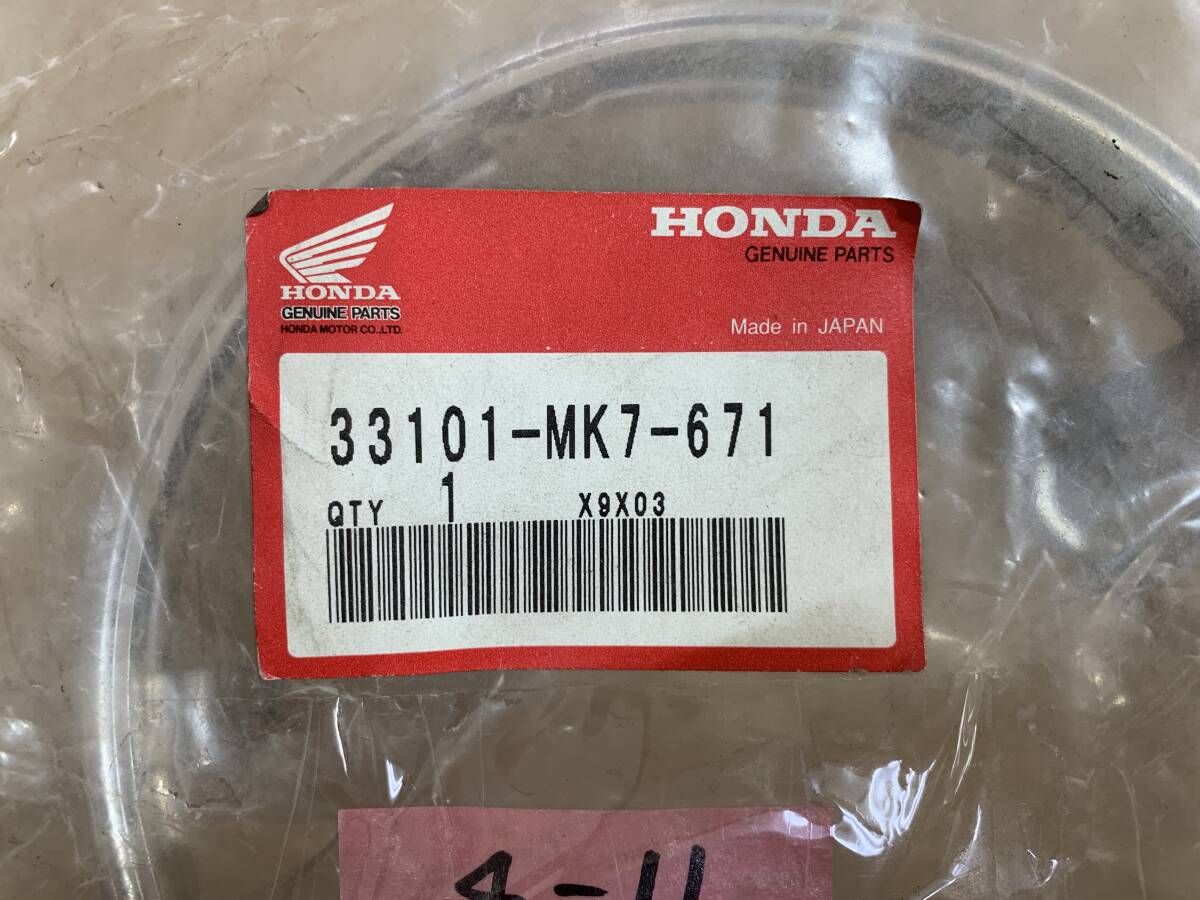 HONDA
GENUINE PARTS
HONDA MOTOR CO.,LTD.
HONDA
GENUINE PARTS
Made in JAPAN
33101-MK7-671
QTY 1 X9X03